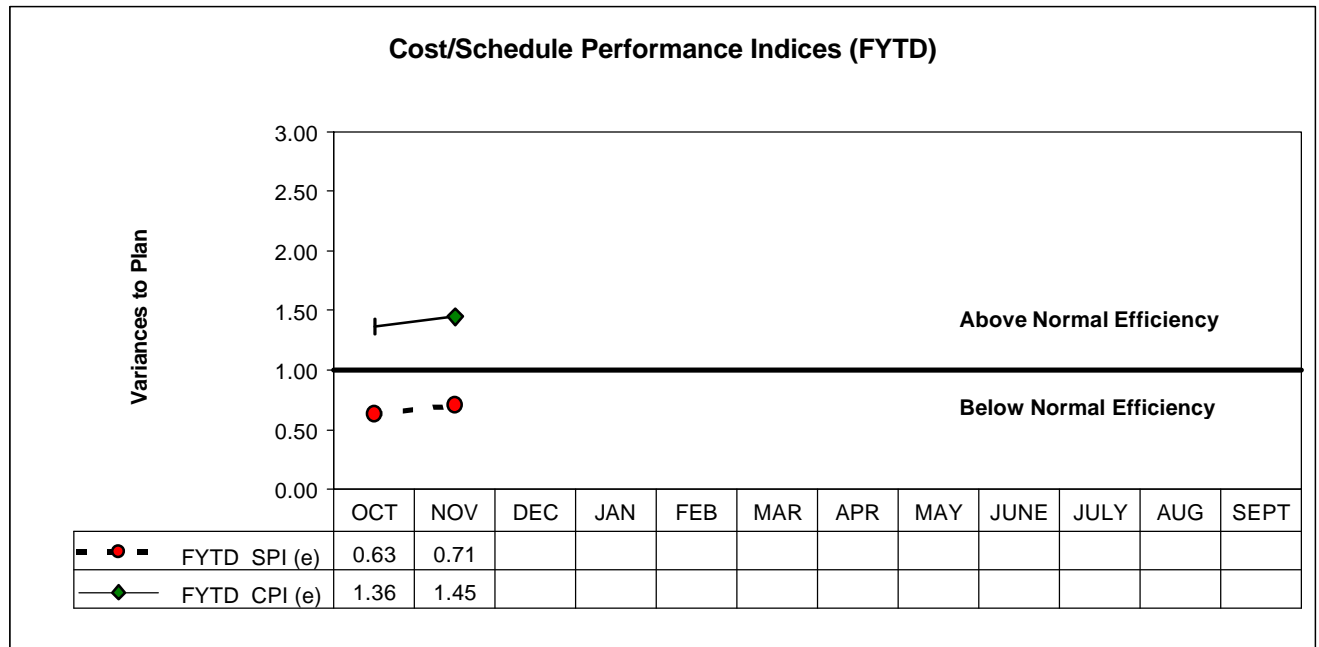 Cost/Schedule Performance Indices (FYTD)
Variances to Plan
3.00
2.50
2.00
1.50
1.00
0.50
0.00
Above Normal Efficiency
Below Normal Efficiency
OCT NOV DEC JAN FEB MAR APR MAY JUNE JULY AUG SEPT
FYTD SPI (e) 0.63 0.71
FYTD CPI (e) 1.36 1.45